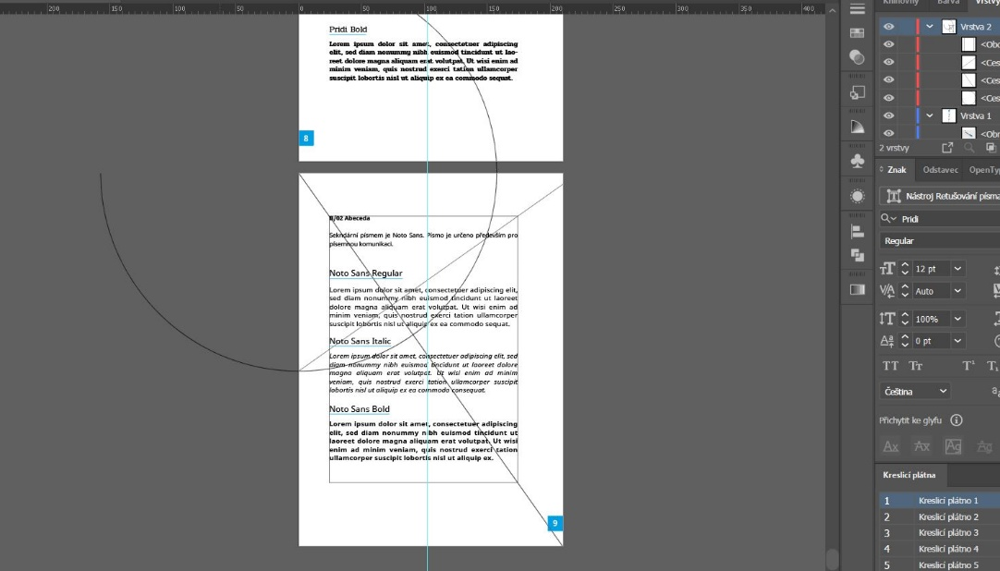 Knihovny Barva Vrstvy
200 150 100 50 0 50 100 150 200 250 300 350 400
Pridi Bold
Lorem ipsum dolor sit amet, consectetuer adipiscing
elit, sed diam nonummy nibh euismod tincidunt ut lao-
reet dolore magna aliquam erat volutpat. Ut wisi enim ad
minim veniam, quis nostrud exerci tation ullamcorper
suscipit lobortis nisl ut aliquip ex ea commodo sequat.
8
B/02 Abeceda
Sekndární písmem je Noto Sans. Písmo je určeno především pro
písemnou komunikaci.
Noto Sans Regular
Lorem ipsum dolor sit amet, consectetuer adipiscing elit,
sed diam nonummy nibh euismod tincidunt ut laoreet
dolore magna aliquam erat volutpat. Ut wisi enim ad
minim veniam, quis nostrud exerci tation ullamcorper
suscipit lobortis nisl ut aliquip ex ea commodo sequat.
Noto Sans Italic
Lorem ipsum dolor sit amet, consectetuer adipiscing elit, sed
diam nonummy nibh euismod tincidunt ut laoreet dolore
magna aliquam erat volutpat. Ut wisi enim ad minim
veniam, quis nostrud exerci tation ullamcorper suscipit
lobortis nisl ut aliquip ex ea commodo consequat.
Noto Sans Bold
Lorem ipsum dolor sit amet, consectetuer adipiscing
elit, sed diam nonummy nibh euismod tincidunt ut
laoreet dolore magna aliquam erat volutpat. Ut wisi
enim ad minim veniam, quis nostrud exerci tation
ullamcorper suscipit lobortis nisl ut aliquip ex.
9
Vrstva 2
<Obd
<Ces
<Ces
<Ces
Vrstva 1
<Obr
2 vrstvy
Znak Odstavec OpenTyp
Nástroj Retušování písma
Pridi
Regular
12 pt
Auto
100%
0 pt
TT Tt T¹ T₁
Čeština
Přichytit ke glyfu
Ax Ax Ag Ag
Kreslicí plátna
1 Kreslicí plátno 1
2 Kreslicí plátno 2
3 Kreslicí plátno 3
4 Kreslicí plátno 4
5 Kreslicí plátno 5